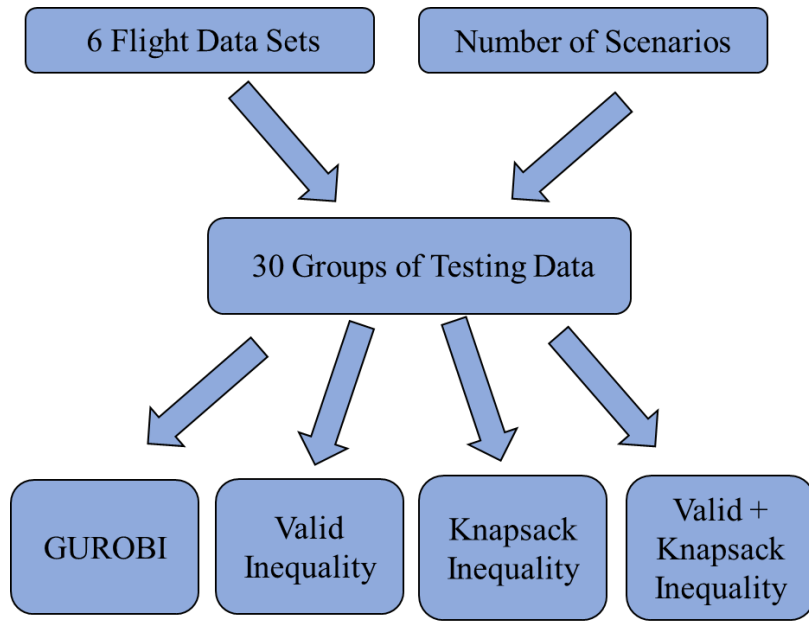 6 Flight Data Sets
Number of Scenarios
30 Groups of Testing Data
GUROBI
Valid
Inequality
Knapsack
Inequality
Valid +
Knapsack
Inequality